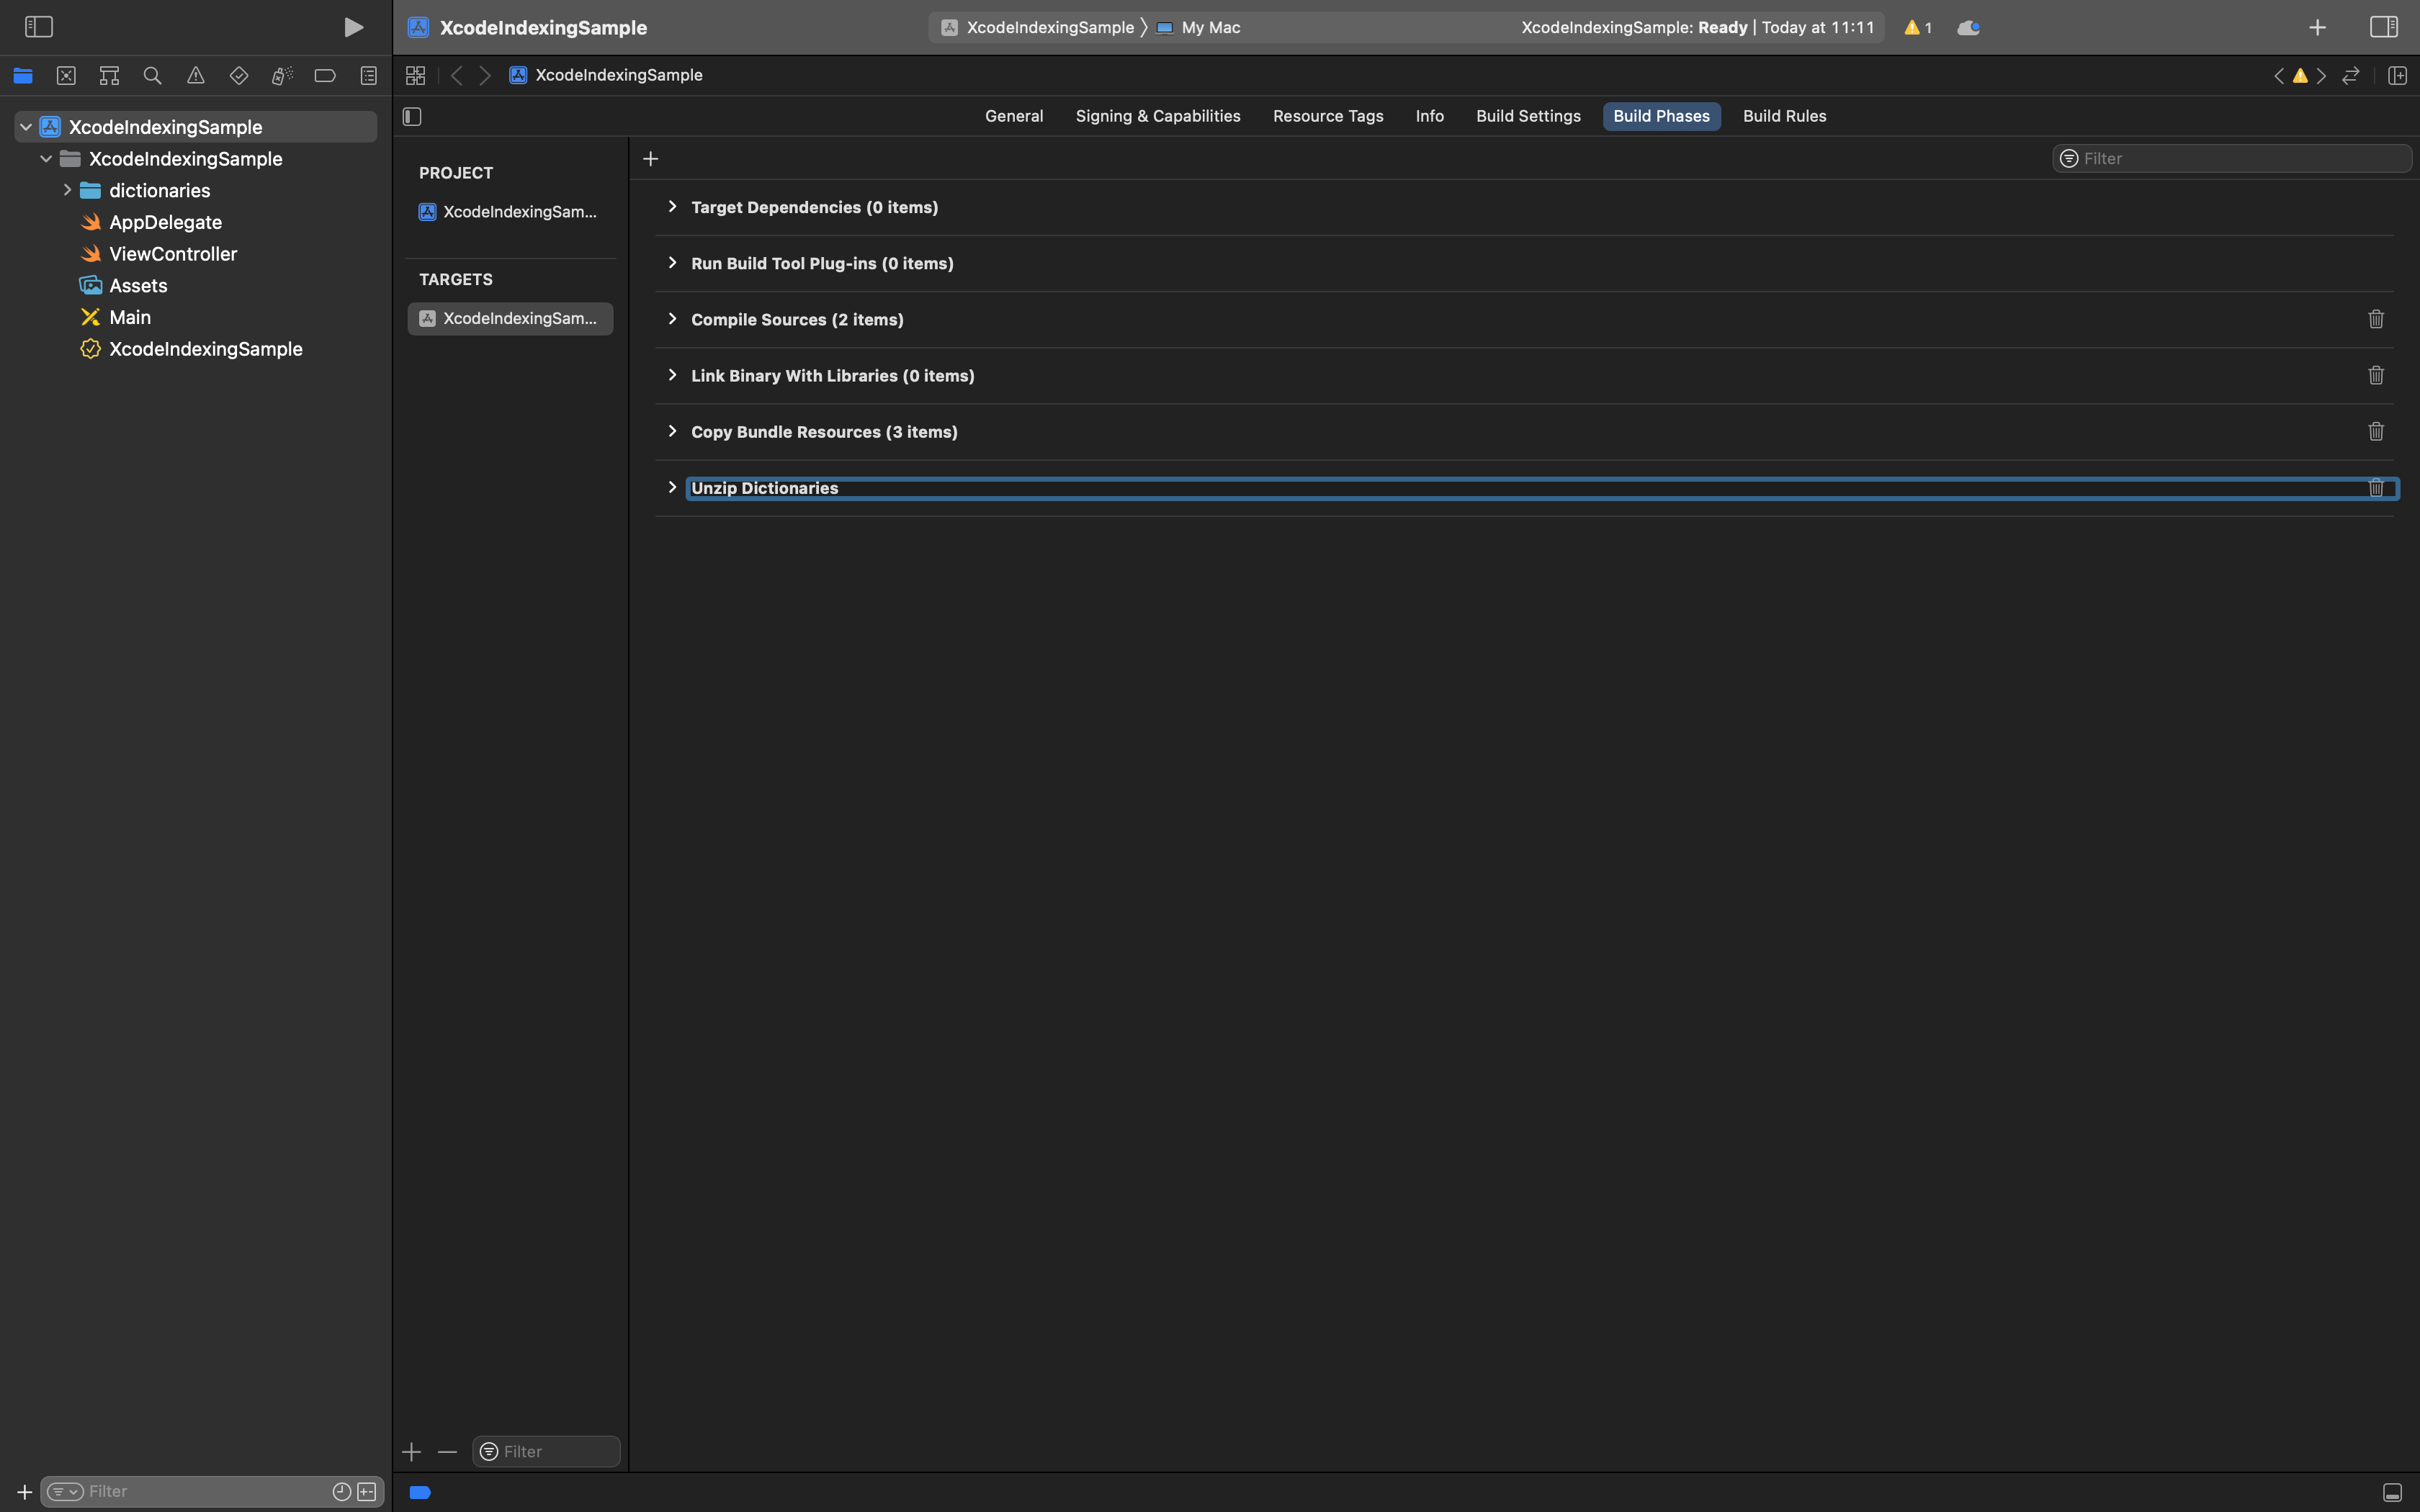 XcodeIndexingSample
XcodeIndexingSample
My Mac
XcodeIndexingSample: Ready | Today at 11:11
1
XcodeIndexingSample
General
Signing & Capabilities
Resource Tags
Info
Build Settings
Build Phases
Build Rules
XcodeIndexingSample
XcodeIndexingSample
dictionaries
AppDelegate
ViewController
Assets
Main
XcodeIndexingSample
Filter
PROJECT
XcodeIndexingSam...
TARGETS
XcodeIndexingSam...
Filter
Filter
Target Dependencies (0 items)
Run Build Tool Plug-ins (0 items)
Compile Sources (2 items)
Link Binary With Libraries (0 items)
Copy Bundle Resources (3 items)
Unzip Dictionaries